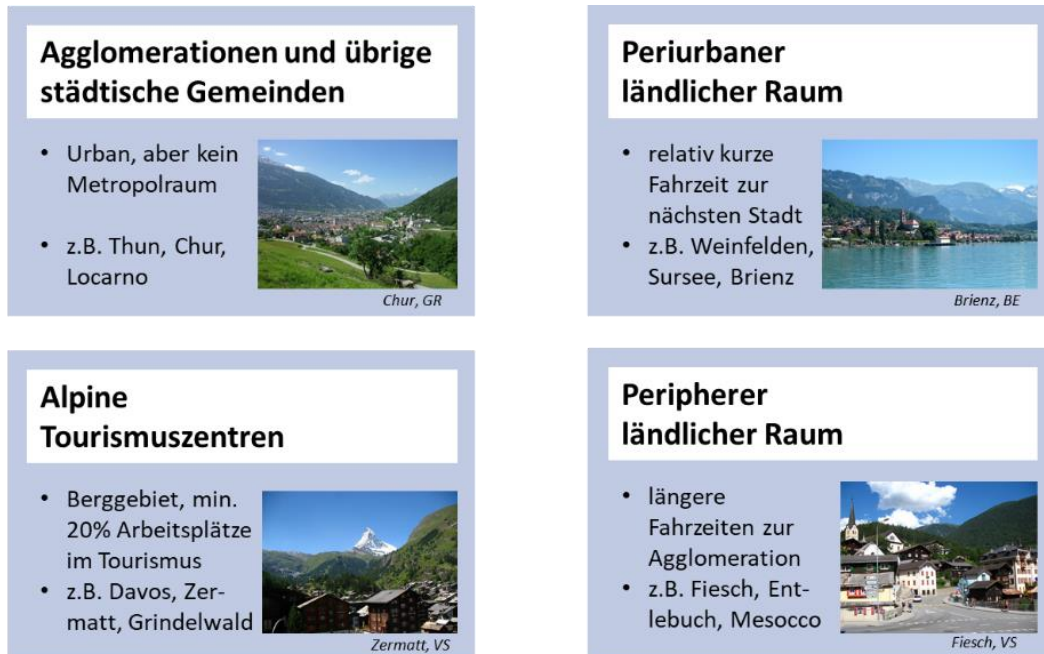 Agglomerationen und übrige
städtische Gemeinden
• Urban, aber kein
Metropolraum
• z.B. Thun, Chur,
Locarno
Chur, GR
Periurbaner
ländlicher Raum
• relativ kurze
Fahrzeit zur
nächsten Stadt
• z.B. Weinfelden,
Sursee, Brienz
Brienz, BE
Alpine
Tourismuszentren
• Berggebiet, min.
20% Arbeitsplätze
im Tourismus
• z.B. Davos, Zer-
matt, Grindelwald
Zermatt, VS
Peripherer
ländlicher Raum
• längere
Fahrzeiten zur
Agglomeration
• z.B. Fiesch, Ent-
lebuch, Mesocco
Fiesch, VS